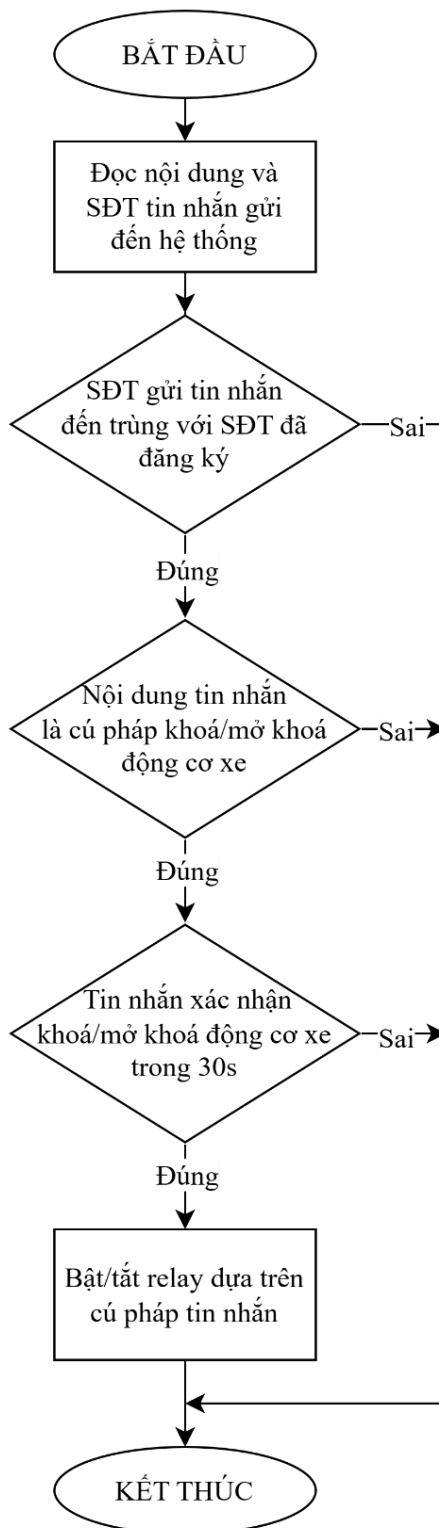 BẮT ĐẦU
Đọc nội dung và
SĐT tin nhắn gửi
đến hệ thống
SĐT gửi tin nhắn
đến trùng với SĐT đã
đăng ký
Sai
Đúng
Nội dung tin nhắn
là cú pháp khoá/mở khoá
động cơ xe
Sai
Đúng
Tin nhắn xác nhận
khoá/mở khoá động cơ xe
trong 30s
Sai
Đúng
Bật/tắt relay dựa trên
cú pháp tin nhắn
KẾT THÚC